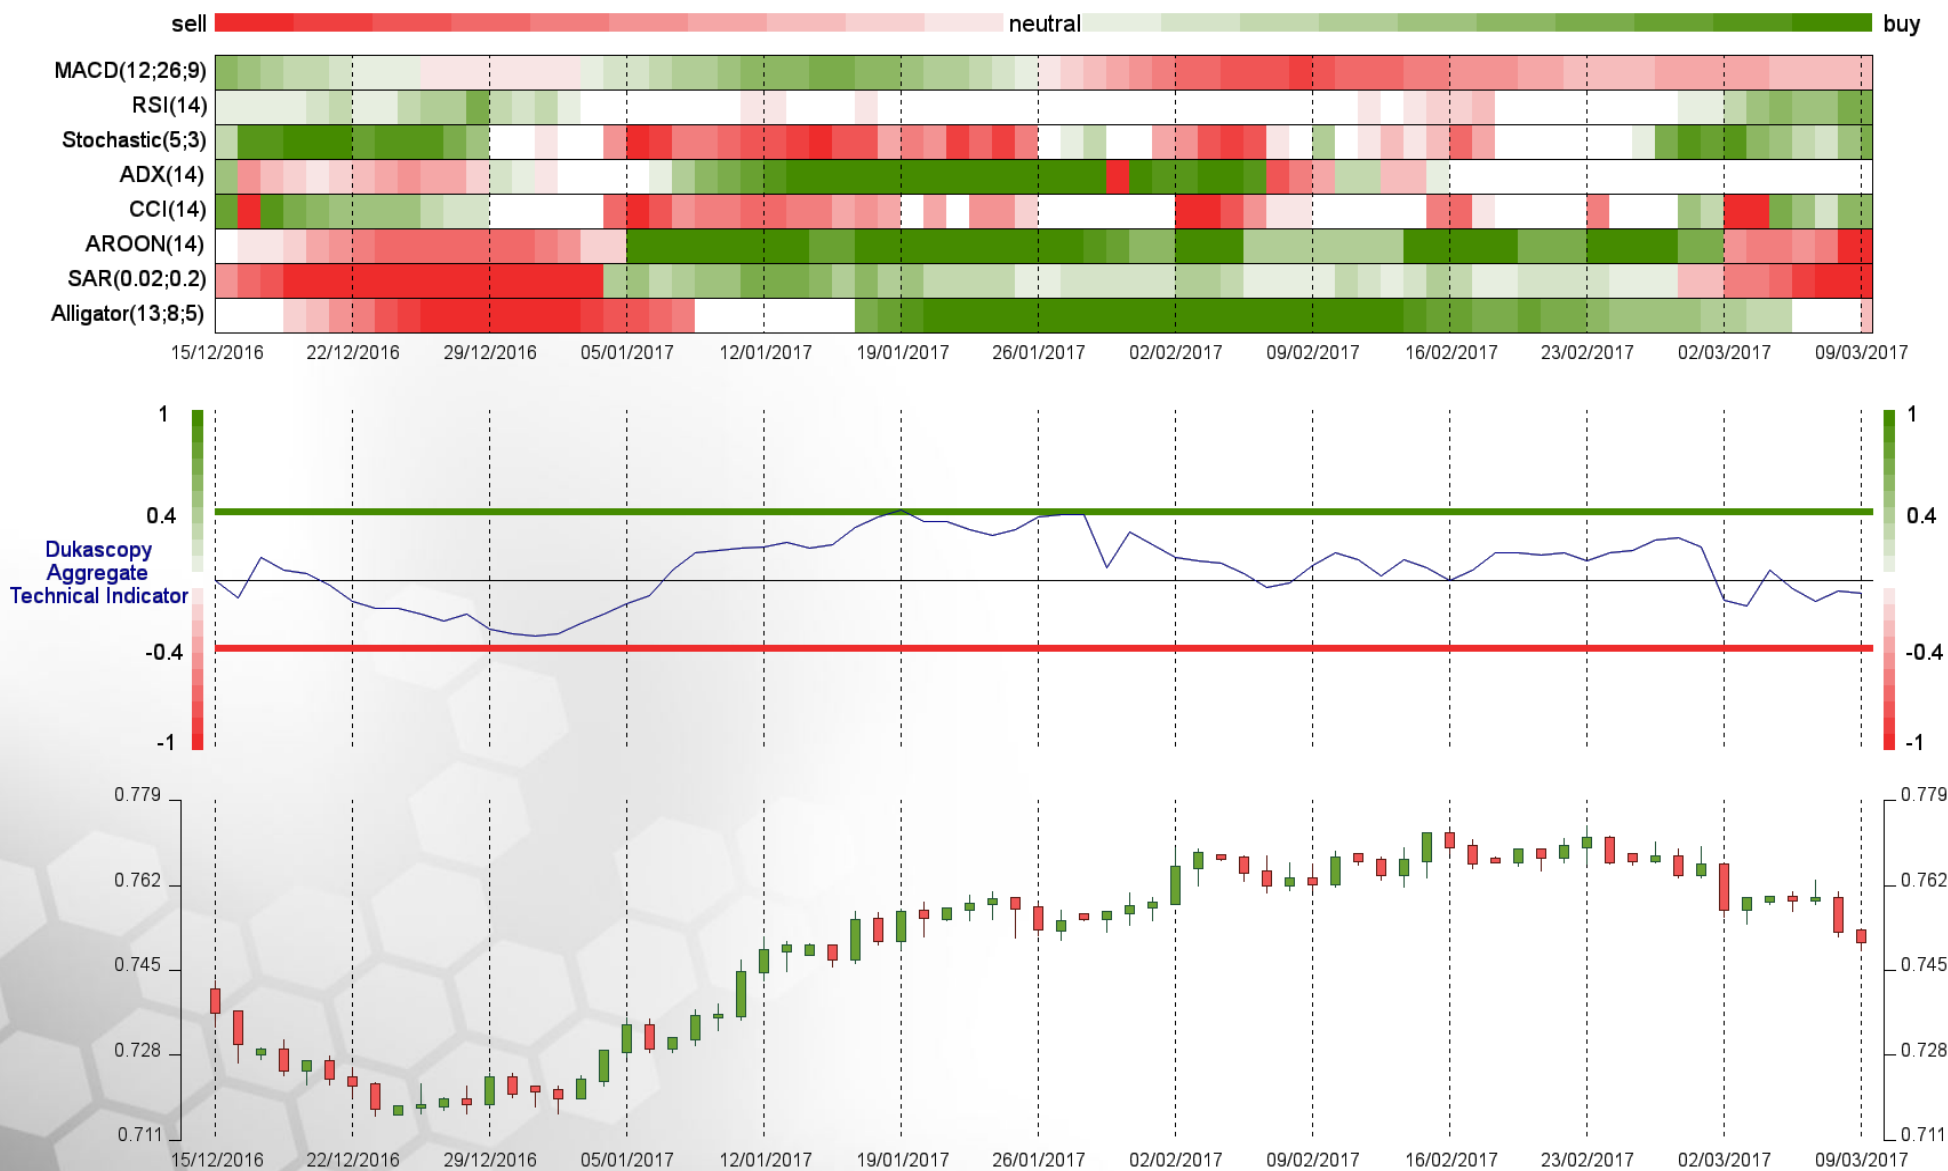 sell neutral buy
MACD(12;26;9)
RSI(14)
Stochastic(5;3)
ADX(14)
CCI(14)
AROON(14)
SAR(0.02;0.2)
Alligator(13;8;5)
15/12/2016 22/12/2016 29/12/2016 05/01/2017 12/01/2017 19/01/2017 26/01/2017 02/02/2017 09/02/2017 16/02/2017 23/02/2017 02/03/2017 09/03/2017
1 1
0.4 0.4
Dukascopy
Aggregate
Technical Indicator
-0.4 -0.4
-1 -1
0.779 0.779
0.762 0.762
0.745 0.745
0.728 0.728
0.711 0.711
15/12/2016 22/12/2016 29/12/2016 05/01/2017 12/01/2017 19/01/2017 26/01/2017 02/02/2017 09/02/2017 16/02/2017 23/02/2017 02/03/2017 09/03/2017